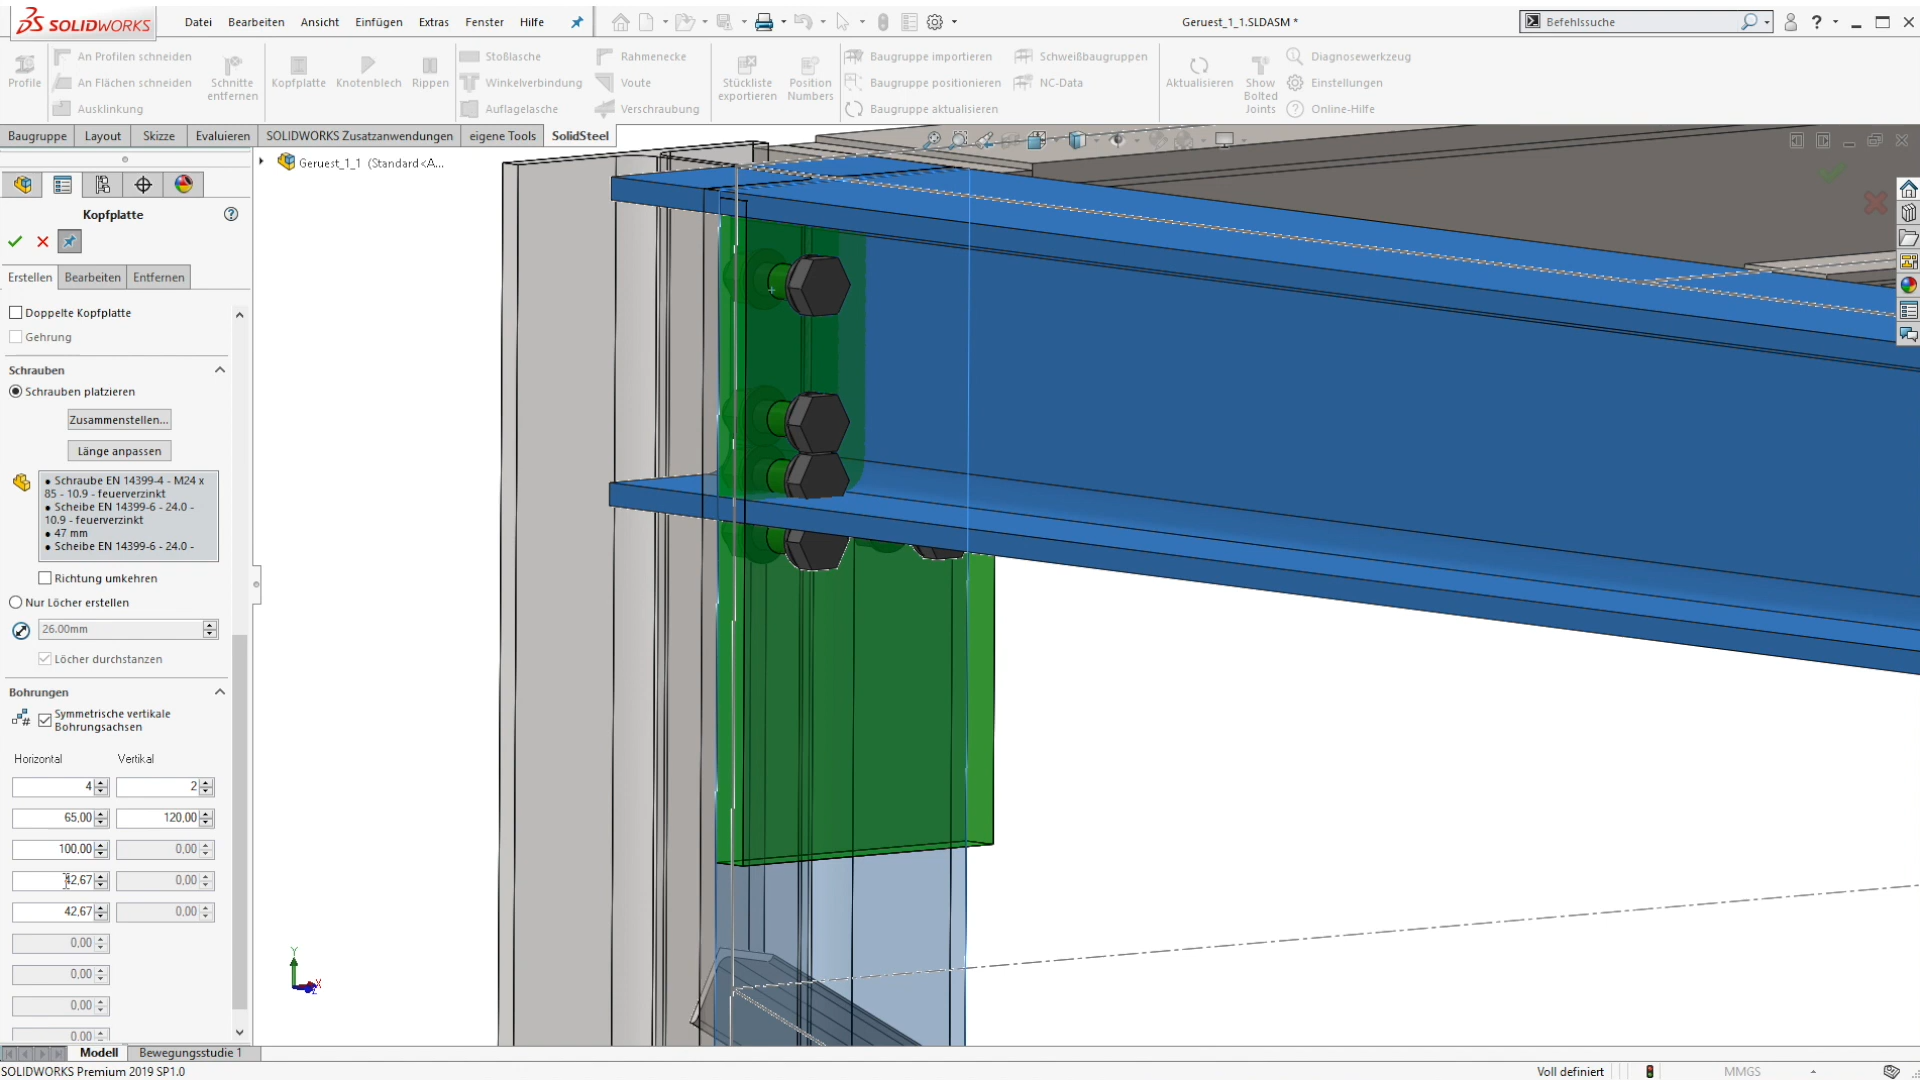 SOLIDWORKS
Datei Bearbeiten Ansicht Einfügen Extras Fenster Hilfe
Geruest_1_1.SLDASM *
Befehlssuche
Profile
An Profilen schneiden
An Flächen schneiden
Ausklinkung
Schnitte
entfernen
Kopfplatte
Knotenblech
Rippen
Stoßlasche
Winkelverbindung
Auflagelasche
Rahmenecke
Voute
Verschraubung
Stückliste
exportieren
Position
Numbers
Baugruppe importieren
Baugruppe positionieren
Baugruppe aktualisieren
Schweißbaugruppen
NC-Data
Aktualisieren
Show
Bolted
Joints
Diagnosewerkzeug
Einstellungen
Online-Hilfe
Baugruppe Layout Skizze Evaluieren SOLIDWORKS Zusatzanwendungen eigene Tools SolidSteel
Geruest_1_1 (Standard<A...
Kopfplatte
Erstellen Bearbeiten Entfernen
Doppelte Kopfplatte
Gehrung
Schrauben
Schrauben platzieren
Zusammenstellen...
Länge anpassen
• Schraube EN 14399-4 - M24 x
85 - 10.9 - feuerverzinkt
• Scheibe EN 14399-6 - 24.0 -
10.9 - feuerverzinkt
• 47 mm
• Scheibe EN 14399-6 - 24.0 -
Richtung umkehren
Nur Löcher erstellen
26.00mm
Löcher durchstanzen
Bohrungen
Symmetrische vertikale
Bohrungsachsen
Horizontal Vertikal
4 2
65,00 120,00
100,00 0,00
42,67 0,00
42,67 0,00
0,00
0,00
0,00
0,00
Y
X
Z
Modell Bewegungsstudie 1
SOLIDWORKS Premium 2019 SP1.0
Voll definiert
MMGS